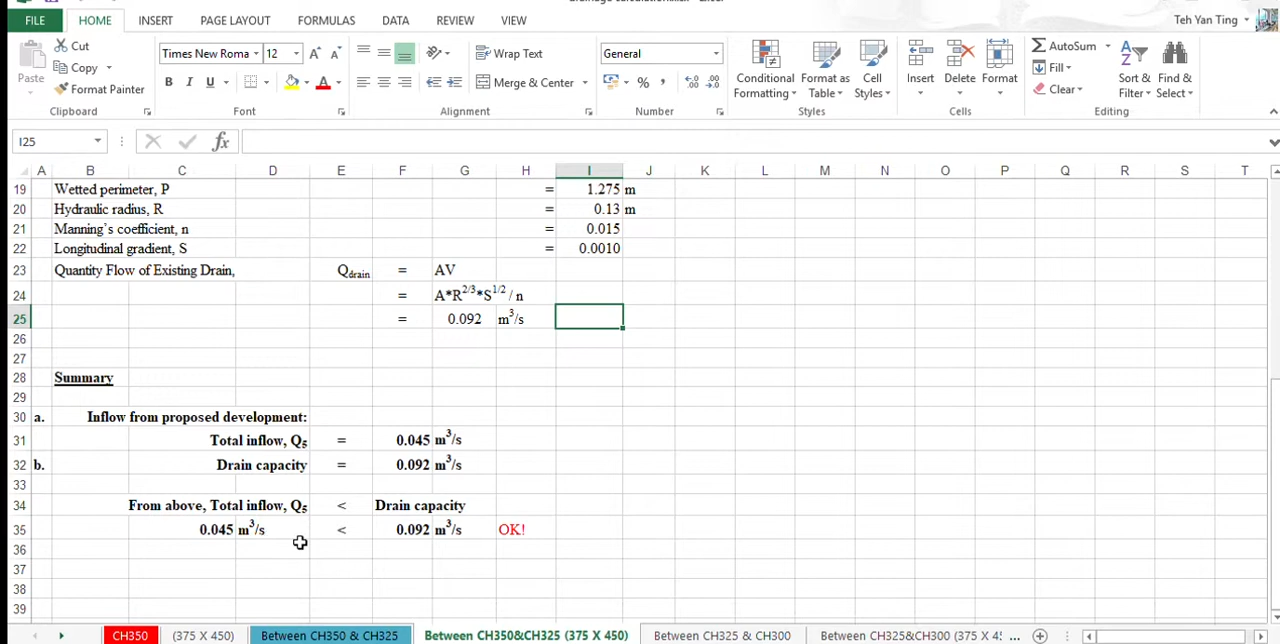 Teh Yan Ting
FILE HOME INSERT PAGE LAYOUT FORMULAS DATA REVIEW VIEW
Paste Cut Copy Format Painter
Times New Roma 12 B I U
Wrap Text Merge & Center
General % ,
Conditional Formatting Format as Table Cell Styles
Insert Delete Format
AutoSum Fill Clear Sort & Filter Find & Select
Clipboard Font Alignment Number Styles Cells Editing
I25 fx
A B C D E F G H I J K L M N O P Q R S T
19 Wetted perimeter, P = 1.275 m
20 Hydraulic radius, R = 0.13 m
21 Manning's coefficient, n = 0.015
22 Longitudinal gradient, S = 0.0010
23 Quantity Flow of Existing Drain, Qdrain = AV
24 = A*R^2/3*S^1/2 / n
25 = 0.092 m³/s
26
27
28 Summary
29
30 a. Inflow from proposed development:
31 Total inflow, Q₅ = 0.045 m³/s
32 b. Drain capacity = 0.092 m³/s
33
34 From above, Total inflow, Q₅ < Drain capacity
35 0.045 m³/s < 0.092 m³/s OK!
36
37
38
39
CH350 (375 X 450) Between CH350 & CH325 Between CH350&CH325 (375 X 450) Between CH325 & CH300 Between CH325&CH300 (375 X 4 ...